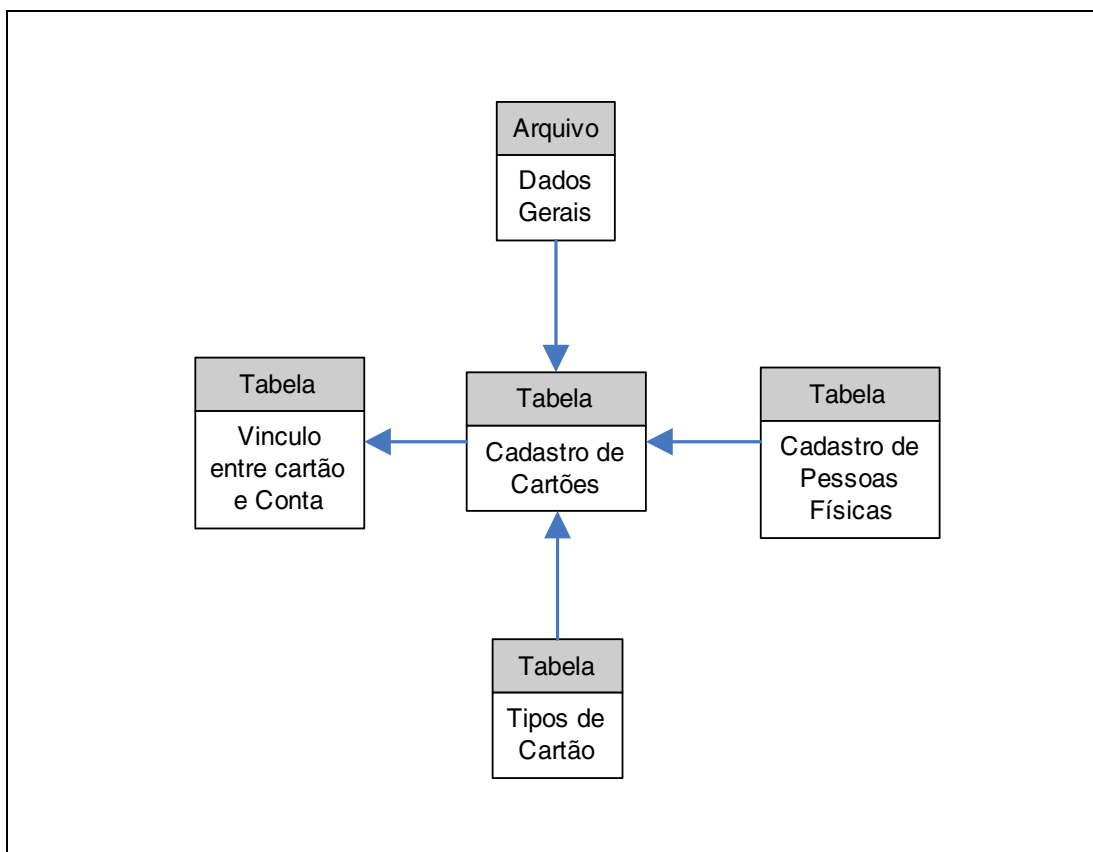 Arquivo
Dados
Gerais
Tabela
Vinculo
entre cartão
e Conta
Tabela
Cadastro de
Cartões
Tabela
Cadastro de
Pessoas
Físicas
Tabela
Tipos de
Cartão